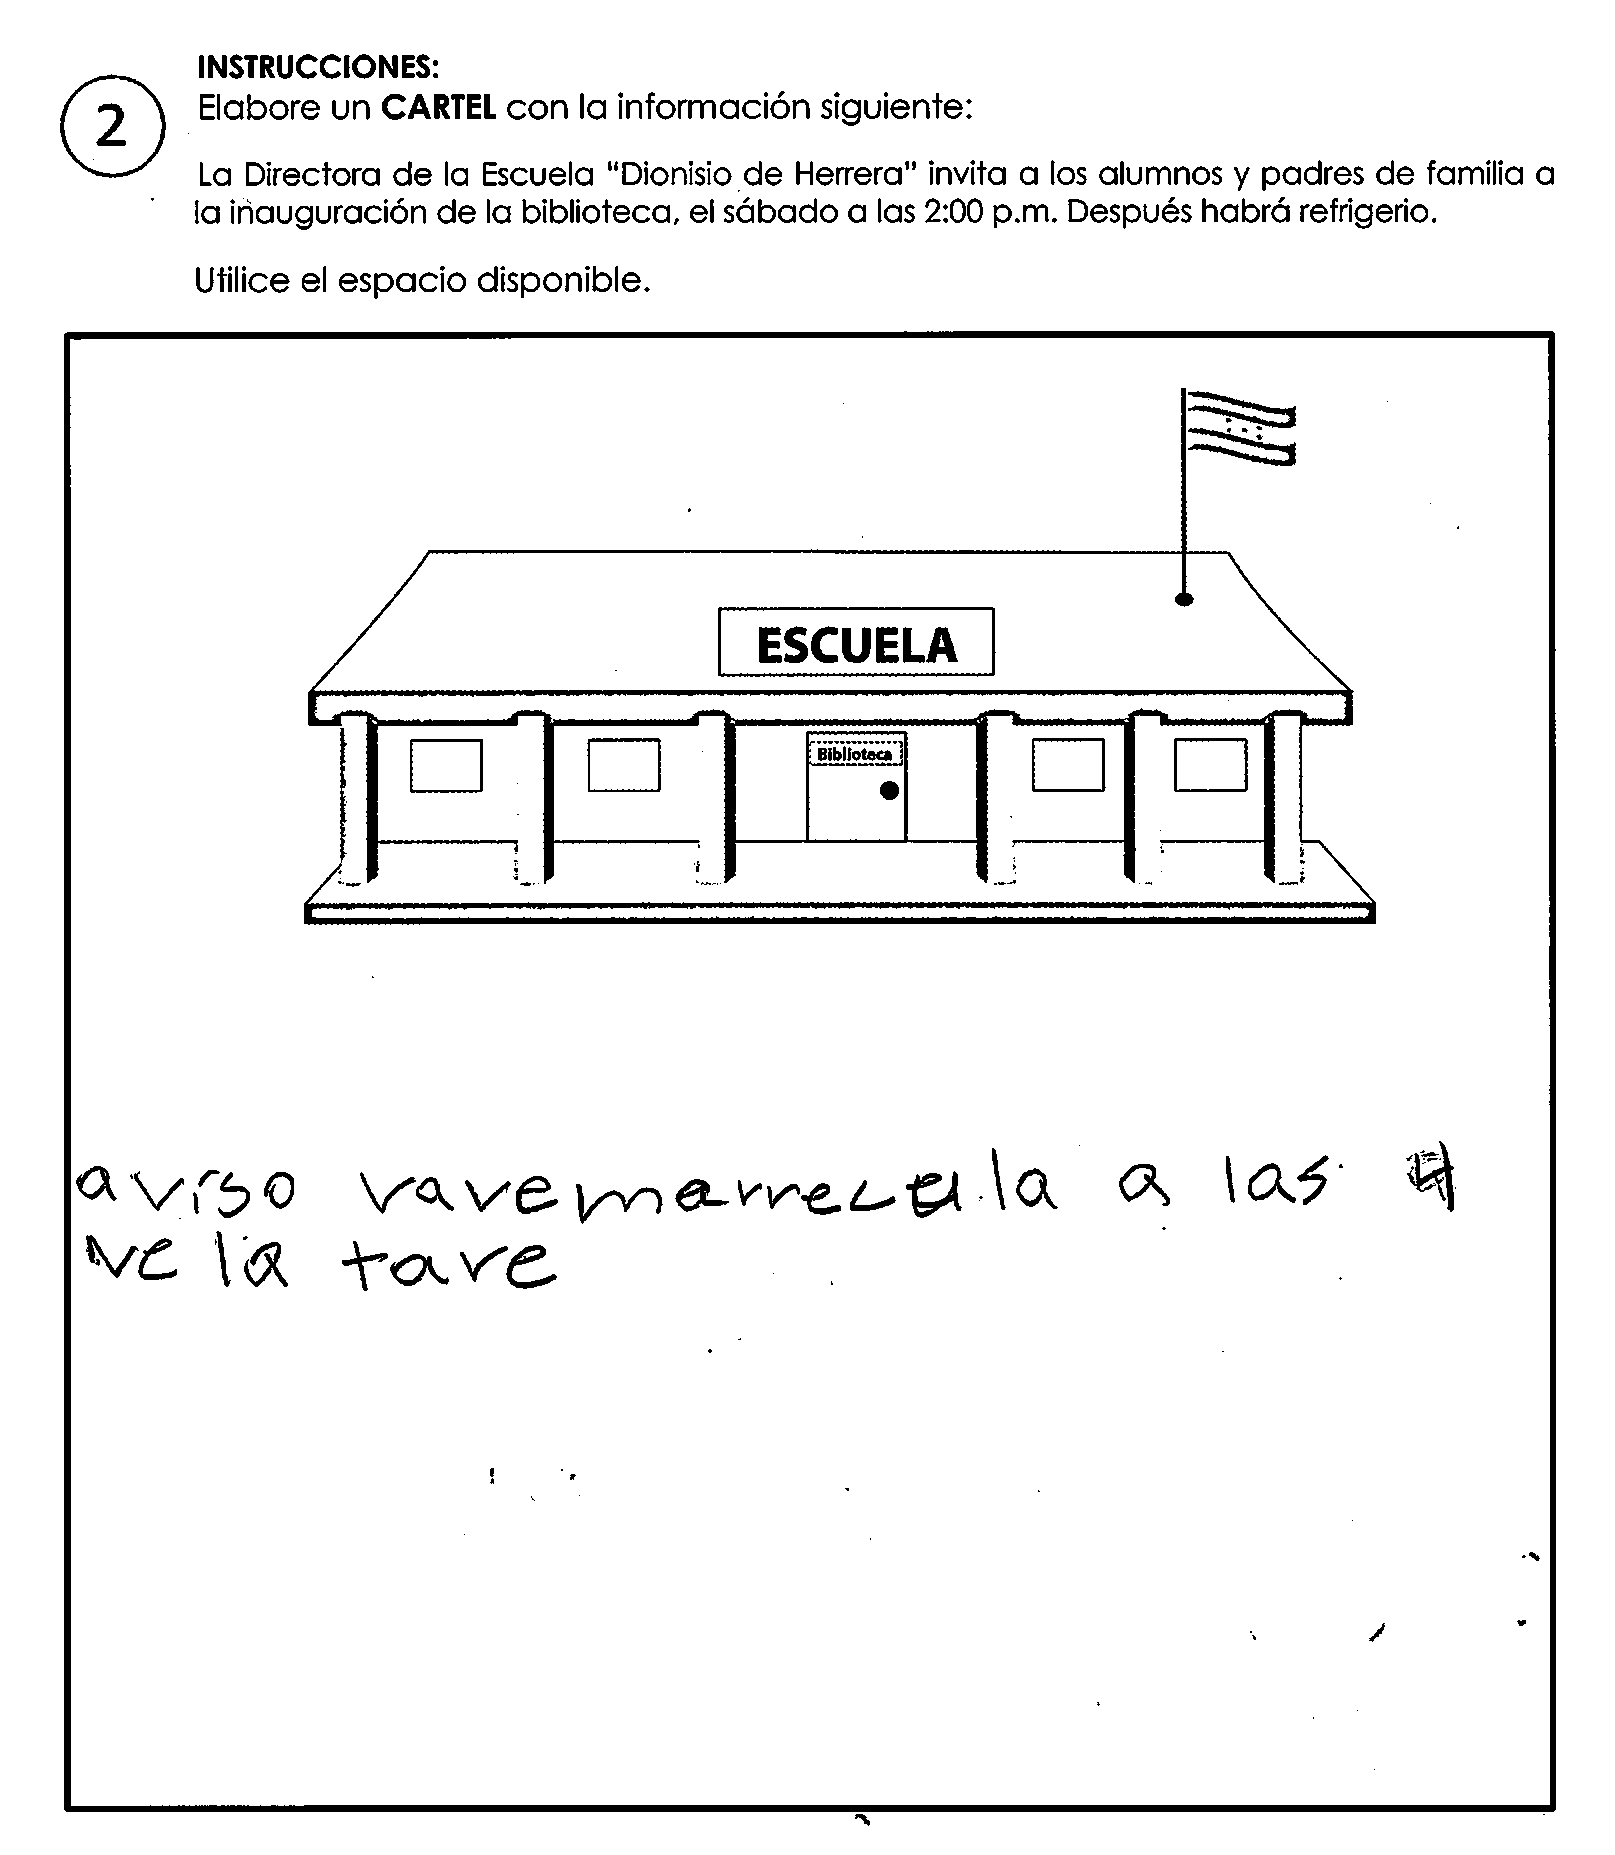 INSTRUCCIONES:
2
Elabore un CARTEL con la información siguiente:
La Directora de la Escuela "Dionisio de Herrera" invita a los alumnos y padres de familia a
la inauguración de la biblioteca, el sábado a las 2:00 p.m. Después habrá refrigerio.
Utilice el espacio disponible.
ESCUELA
Biblioteca
aviso a las 4
ve la tave